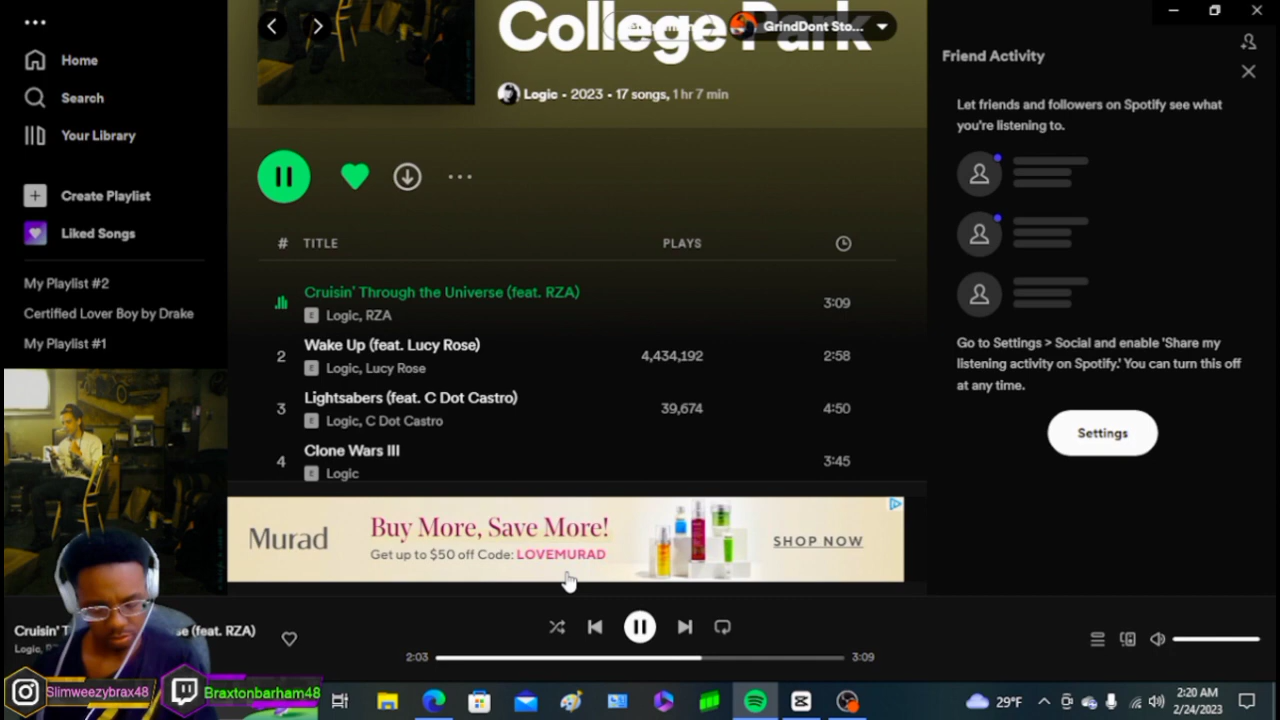 College Park
GrindDont Sto...
Logic • 2023 • 17 songs, 1 hr 7 min
Home
Search
Your Library
Create Playlist
Liked Songs
My Playlist #2
Certified Lover Boy by Drake
My Playlist #1
# TITLE PLAYS
Cruisin' Through the Universe (feat. RZA) 3:09
E Logic, RZA
2 Wake Up (feat. Lucy Rose) 4,434,192 2:58
E Logic, Lucy Rose
3 Lightsabers (feat. C Dot Castro) 39,674 4:50
E Logic, C Dot Castro
4 Clone Wars III 3:45
E Logic
Friend Activity
Let friends and followers on Spotify see what
you're listening to.
Go to Settings > Social and enable 'Share my
listening activity on Spotify.' You can turn this off
at any time.
Settings
Murad
Buy More, Save More!
Get up to $50 off Code: LOVEMURAD
SHOP NOW
Cruisin' T se (feat. RZA)
Logic,
2:03 3:09
Slimweezybrax48
Braxtonbarham48
29°F
2:20 AM
2/24/2023